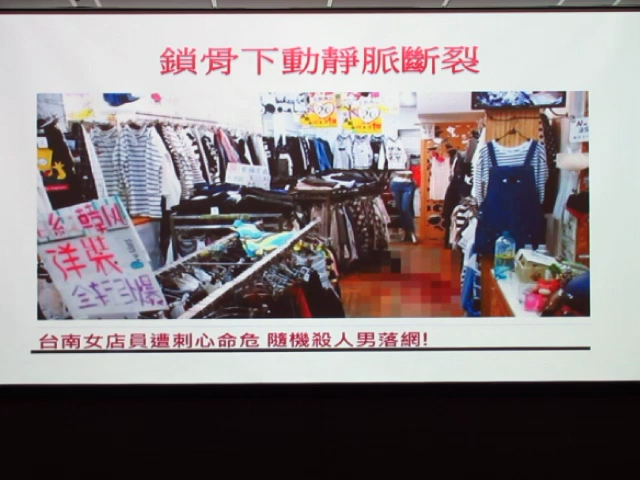 鎖骨下動靜脈斷裂
洋裝
台南女店員遭刺心命危 隨機殺人男落網!